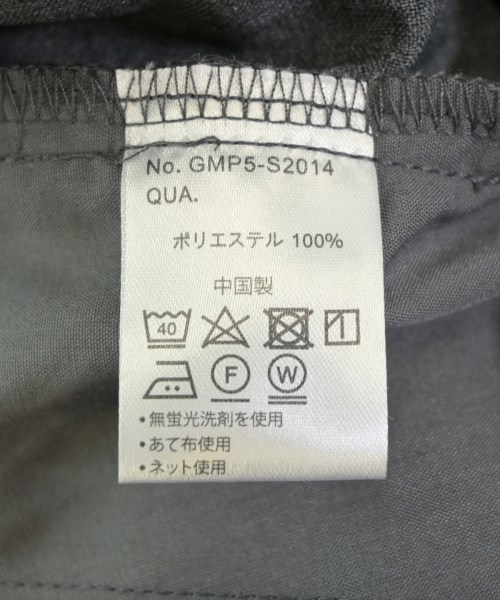 No. GMP5-S2014
QUA.
ポリエステル 100%
中国製
40
F W
•無蛍光洗剤を使用
•あて布使用
•ネット使用